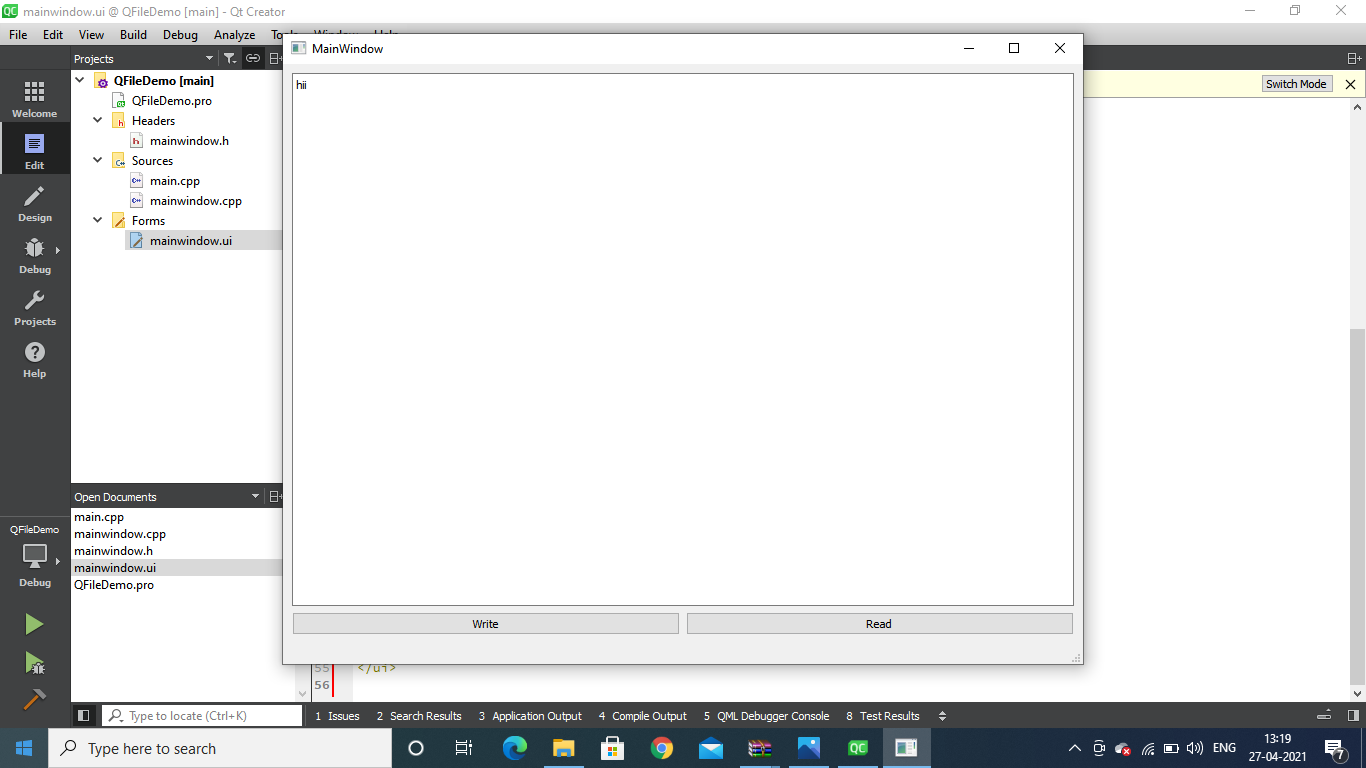 mainwindow.ui @ QFileDemo [main] - Qt Creator
File Edit View Build Debug Analyze
MainWindow
Projects
QFileDemo [main]
QFileDemo.pro
Headers
mainwindow.h
Sources
main.cpp
mainwindow.cpp
Forms
mainwindow.ui
Welcome
Edit
Design
Debug
Projects
Help
hii
Switch Mode
Open Documents
main.cpp
mainwindow.cpp
mainwindow.h
mainwindow.ui
QFileDemo.pro
QFileDemo
Debug
Write Read
55 </ui>
56
Type to locate (Ctrl+K) 1 Issues 2 Search Results 3 Application Output 4 Compile Output 5 QML Debugger Console 8 Test Results
Type here to search
QC
ENG
13:19
27-04-2021
7